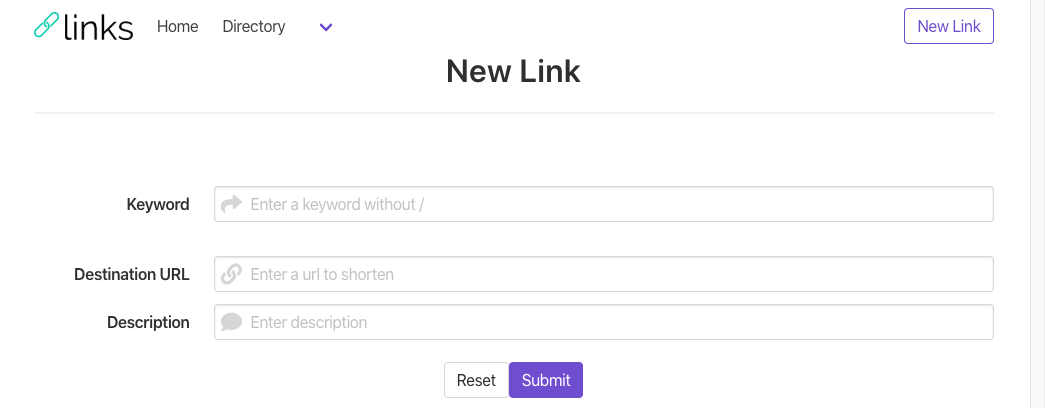 links Home Directory New Link
New Link
Keyword Enter a keyword without /
Destination URL Enter a url to shorten
Description Enter description
Reset Submit